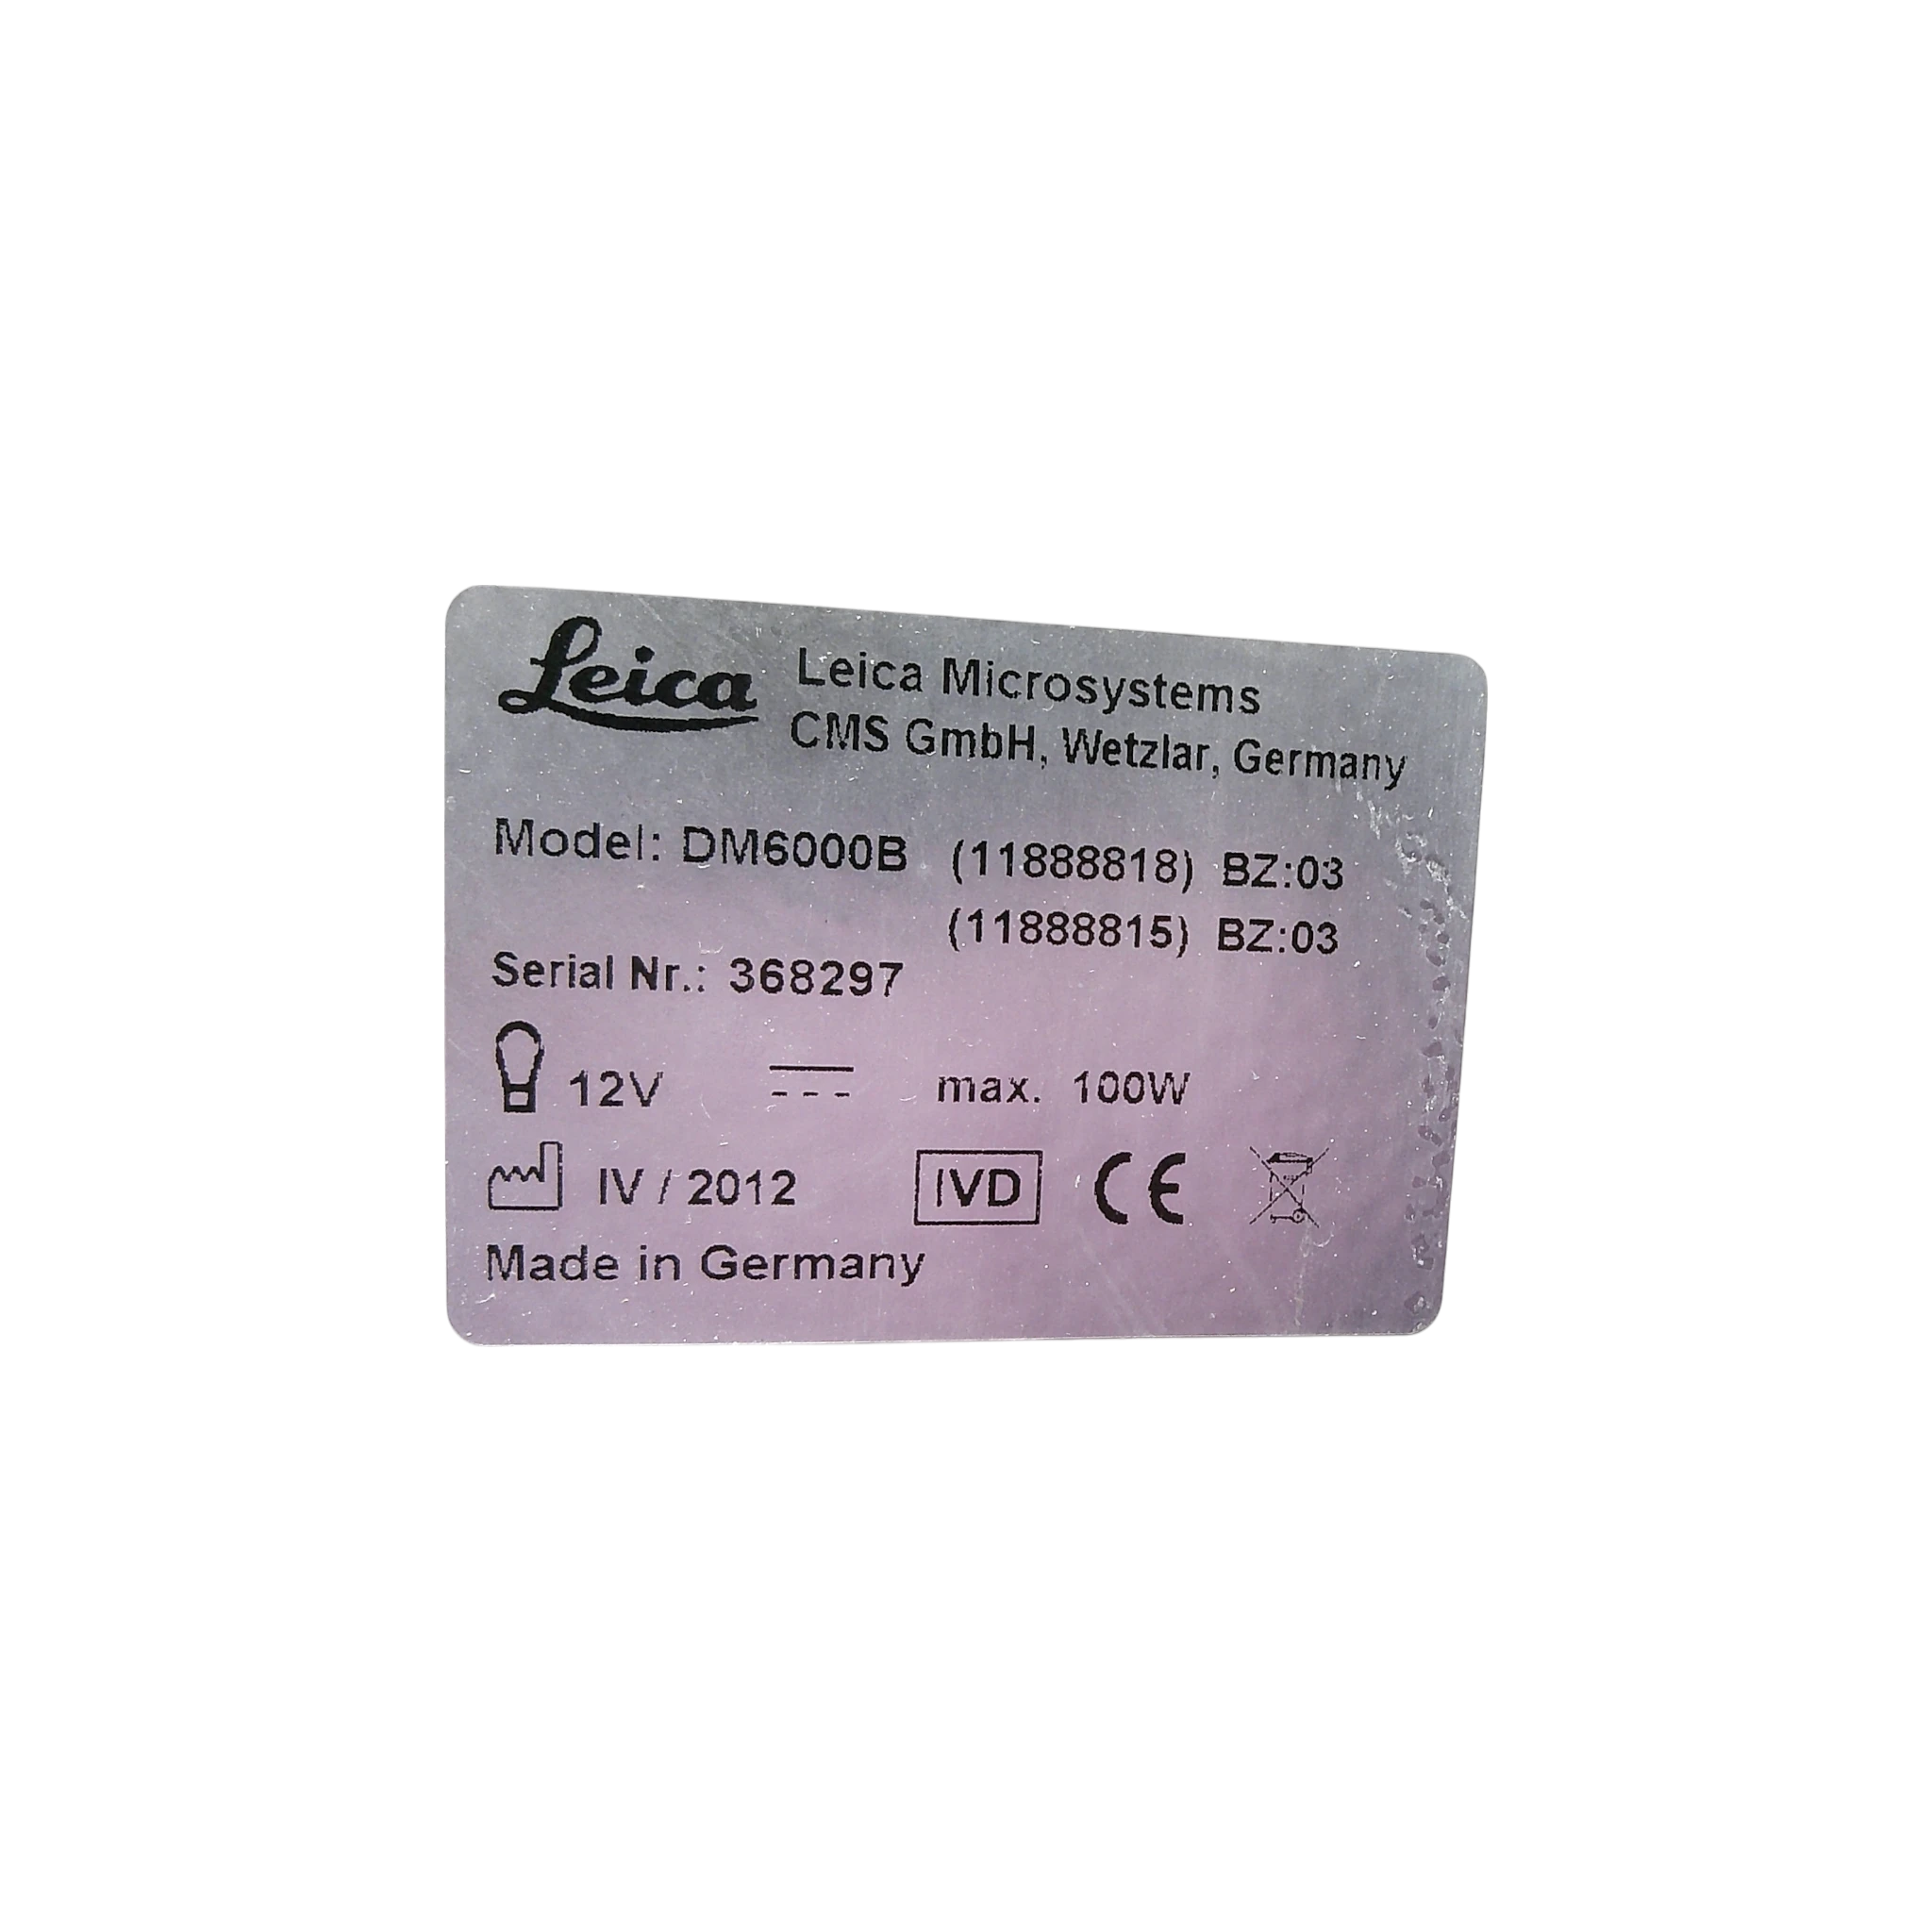 Leica Leica Microsystems
CMS GmbH, Wetzlar, Germany
Model: DM6000B (11888818) BZ:03
(11888815) BZ:03
Serial Nr.: 368297
12V max. 100W
IV / 2012 IVD CE
Made in Germany